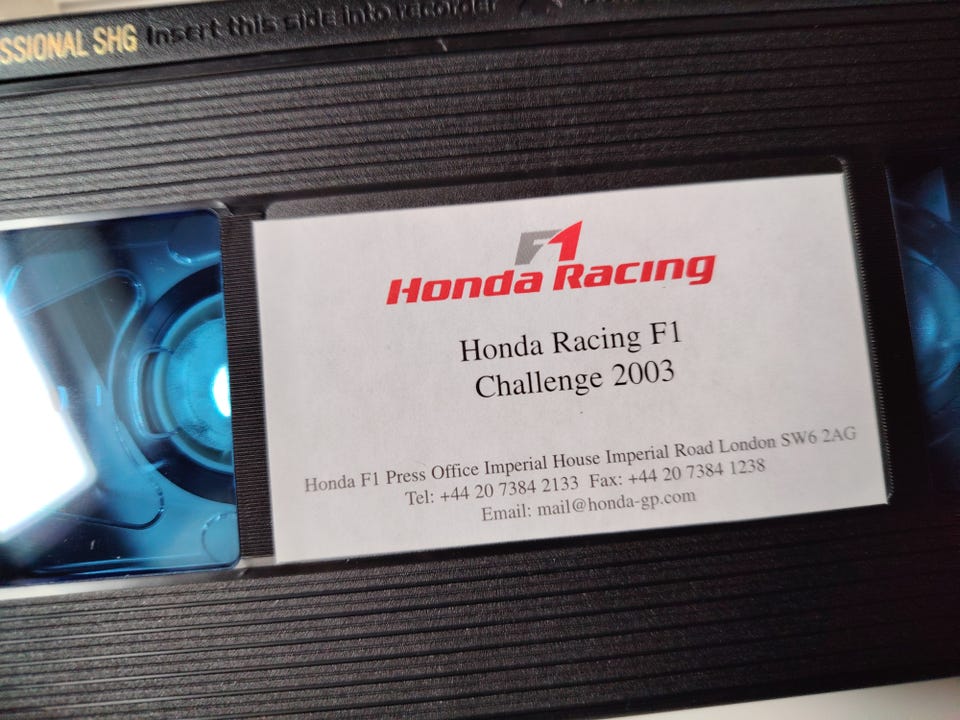 SSIONAL SHG Insert this side into recorder
F1
Honda Racing
Honda Racing F1
Challenge 2003
Honda F1 Press Office Imperial House Imperial Road London SW6 2AG
Tel: +44 20 7384 2133 Fax: +44 20 7384 1238
Email: mail@honda-gp.com